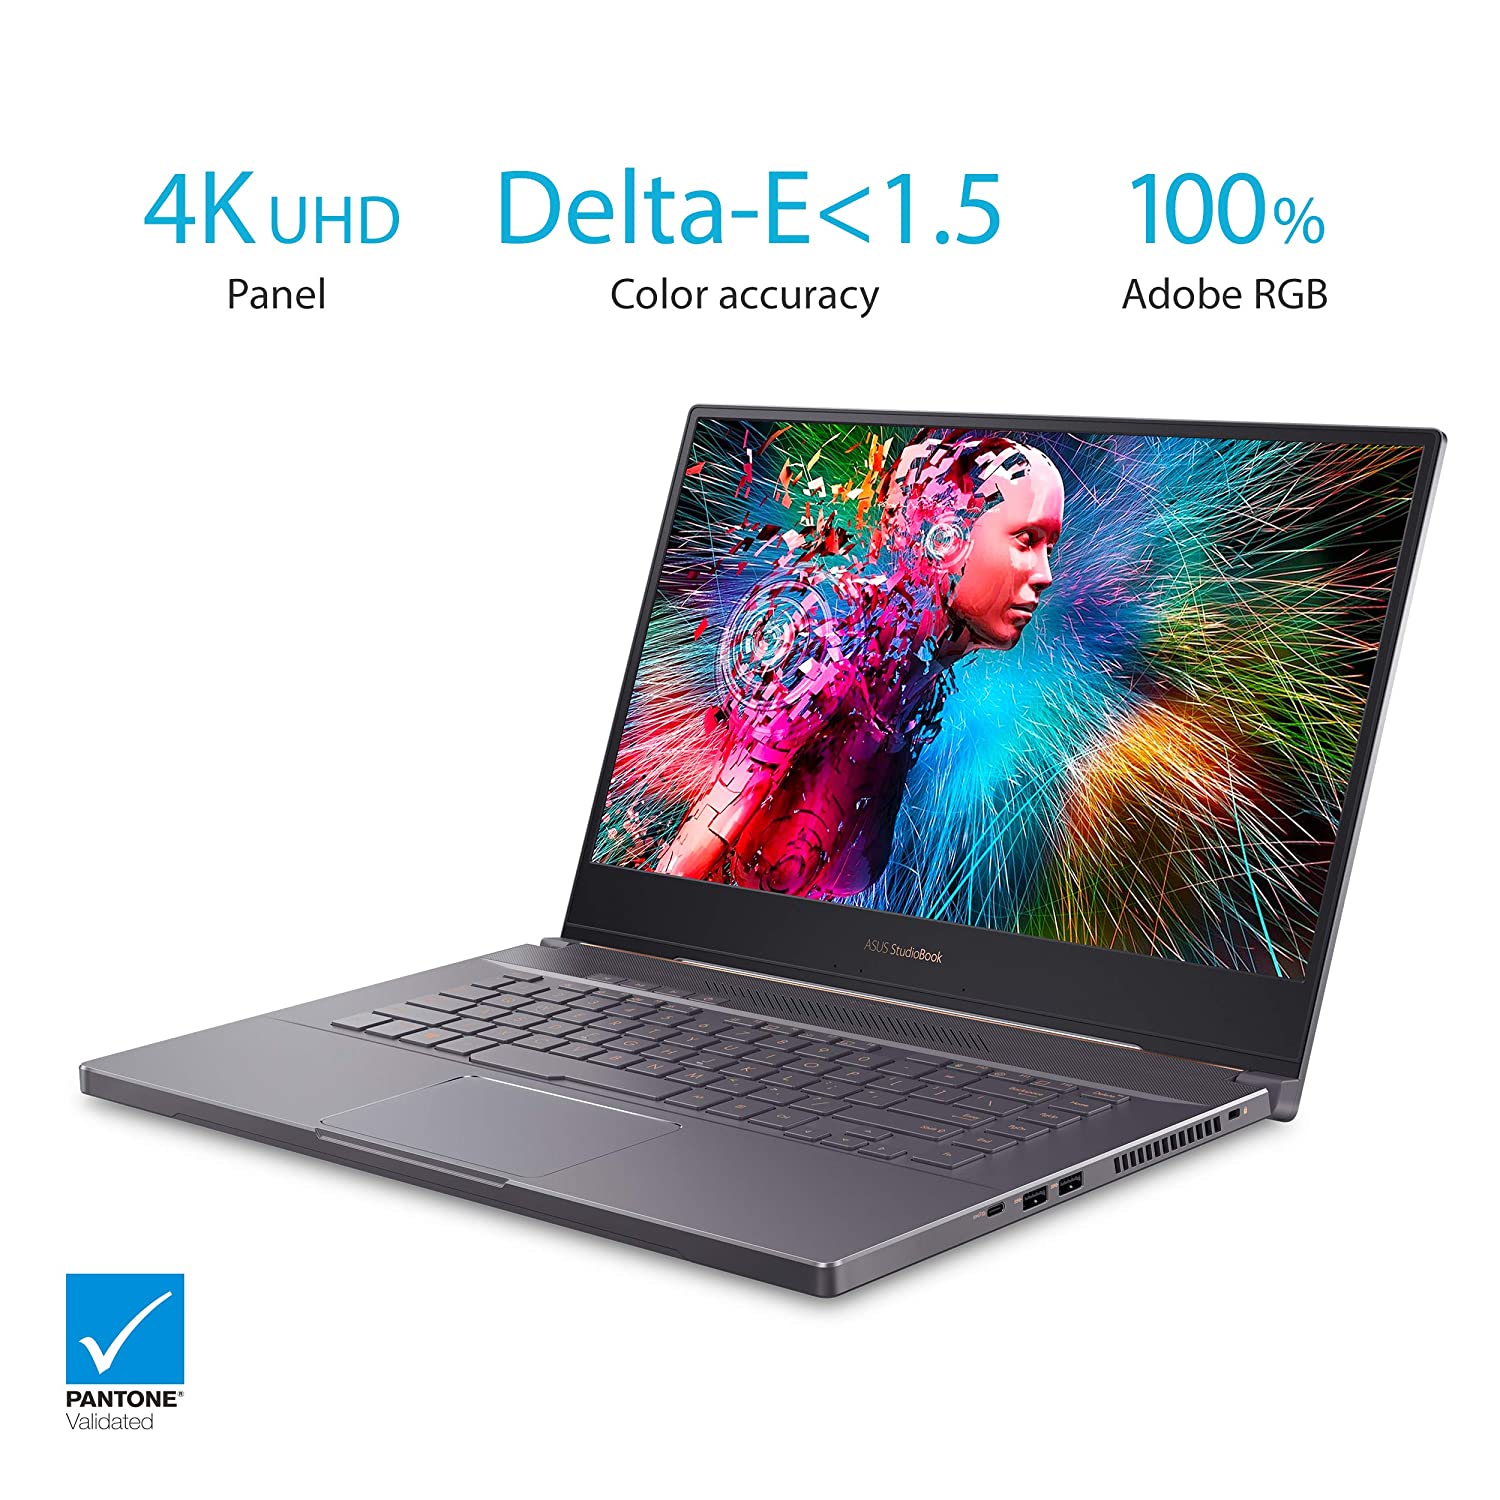 4K UHD
Panel
Delta-E<1.5
Color accuracy
100%
Adobe RGB
ASUS StudioBook
PANTONE®
Validated